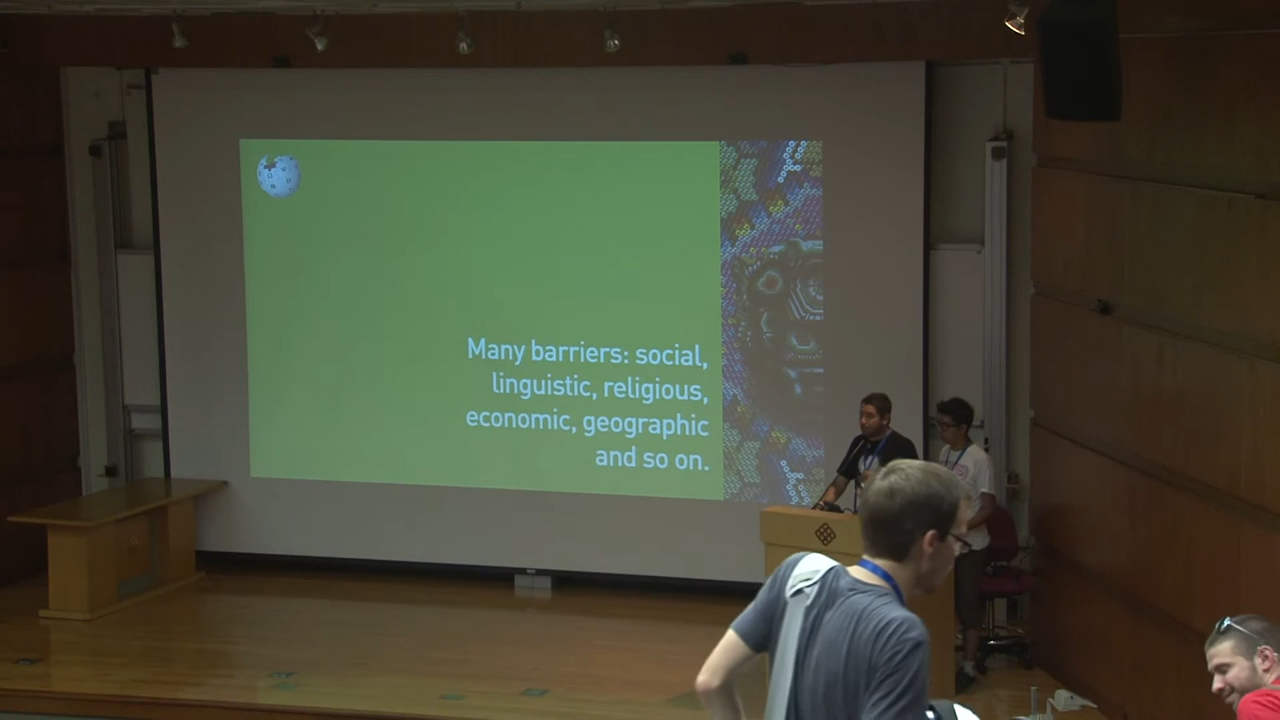 Many barriers: social,
linguistic, religious,
economic, geographic
and so on.